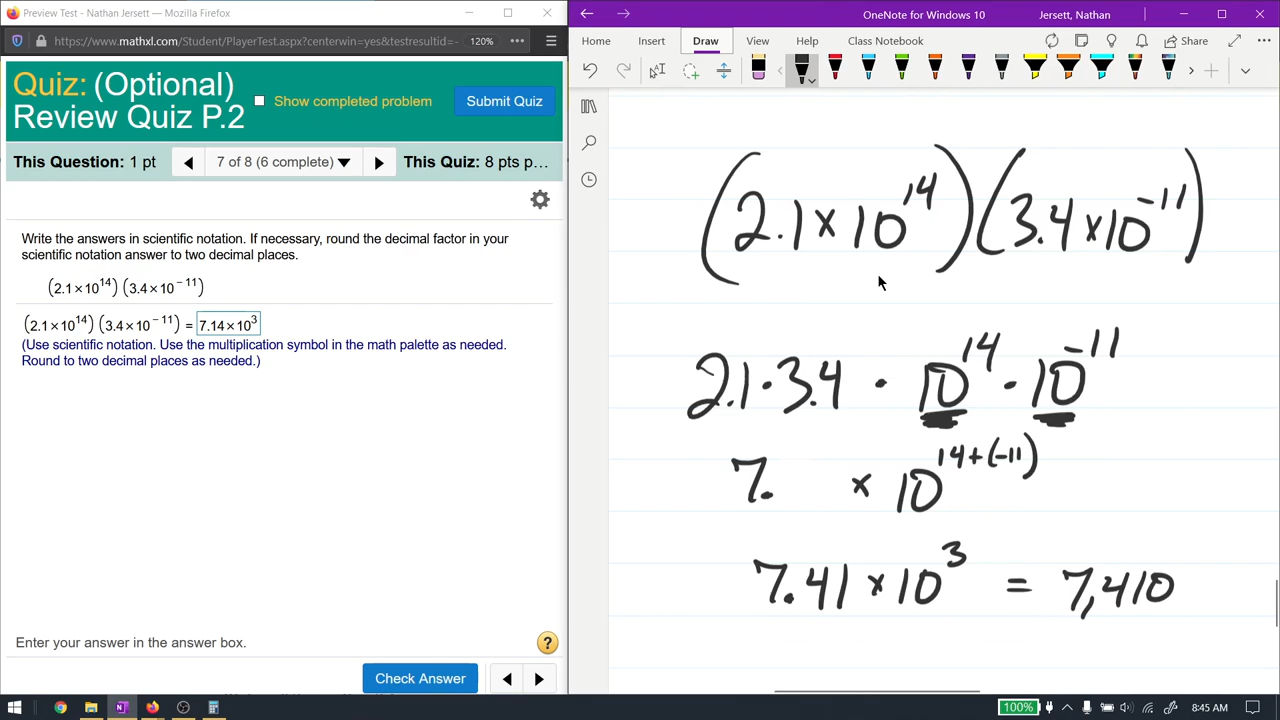 Preview Test - Nathan Jersett — Mozilla Firefox
https://www.mathxl.com/Student/PlayerTest.aspx?centerwin=yes&testresultid=-
120%
Quiz: (Optional)
Review Quiz P.2
Show completed problem
Submit Quiz
This Question: 1 pt
7 of 8 (6 complete)
This Quiz: 8 pts p...
Write the answers in scientific notation. If necessary, round the decimal factor in your
scientific notation answer to two decimal places.
(2.1×10¹⁴)(3.4×10⁻¹¹)
(2.1×10¹⁴)(3.4×10⁻¹¹) = 7.14×10³
(Use scientific notation. Use the multiplication symbol in the math palette as needed.
Round to two decimal places as needed.)
Enter your answer in the answer box.
?
Check Answer
OneNote for Windows 10
Jersett, Nathan
Home Insert Draw View Help Class Notebook
Share
(2.1×10¹⁴)(3.4×10⁻¹¹)
2.1·3.4 · 10¹⁴·10⁻¹¹
7. × 10¹⁴⁺⁽⁻¹¹⁾
7.41×10³ = 7,410
100%
8:45 AM